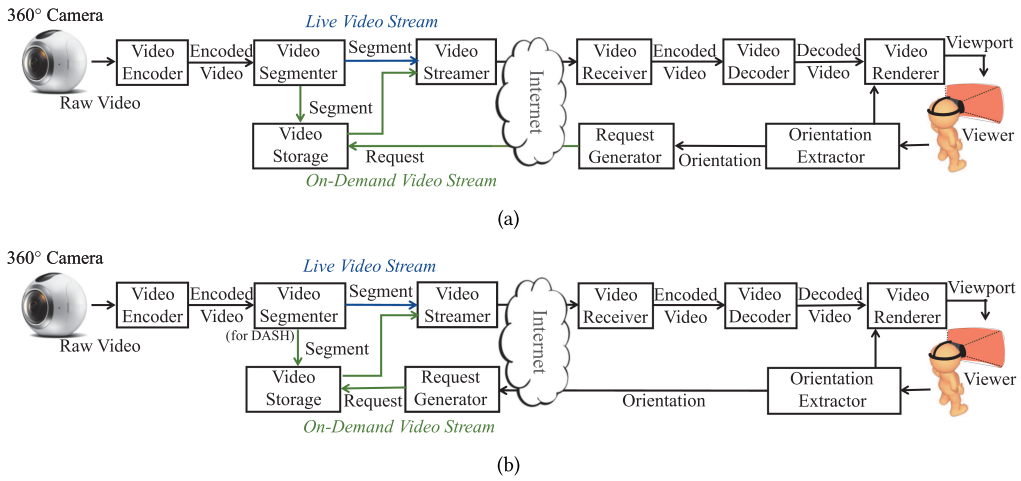 360° Camera
Raw Video
Video
Encoder
Encoded
Video
Video
Segmenter
Live Video Stream
Segment
Video
Streamer
Internet
Video
Receiver
Encoded
Video
Video
Decoder
Decoded
Video
Video
Renderer
Viewport
Viewer
Segment
Video
Storage
Request
On-Demand Video Stream
Request
Generator
Orientation
Orientation
Extractor
(a)
360° Camera
Raw Video
Video
Encoder
Encoded
Video
Video
Segmenter
(for DASH)
Live Video Stream
Segment
Video
Streamer
Internet
Video
Receiver
Encoded
Video
Video
Decoder
Decoded
Video
Video
Renderer
Viewport
Viewer
Segment
Video
Storage
Request
Request
Generator
On-Demand Video Stream
Orientation
Orientation
Extractor
(b)